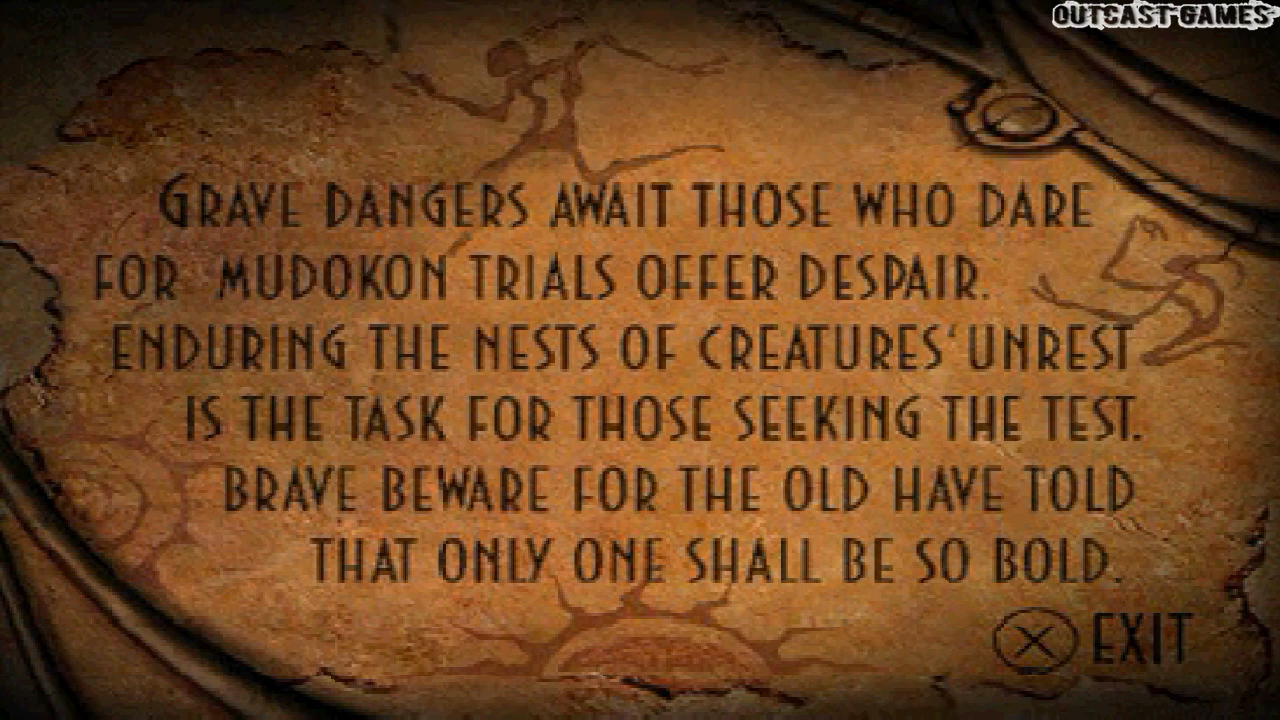 OUTCAST GAMES
GRAVE DANGERS AWAIT THOSE WHO DARE
FOR MUDOKON TRIALS OFFER DESPAIR.
ENDURING THE NESTS OF CREATURES‘UNREST
IS THE TASK FOR THOSE SEEKING THE TEST.
BRAVE BEWARE FOR THE OLD HAVE TOLD
THAT ONLY ONE SHALL BE SO BOLD.
Ⓧ EXIT